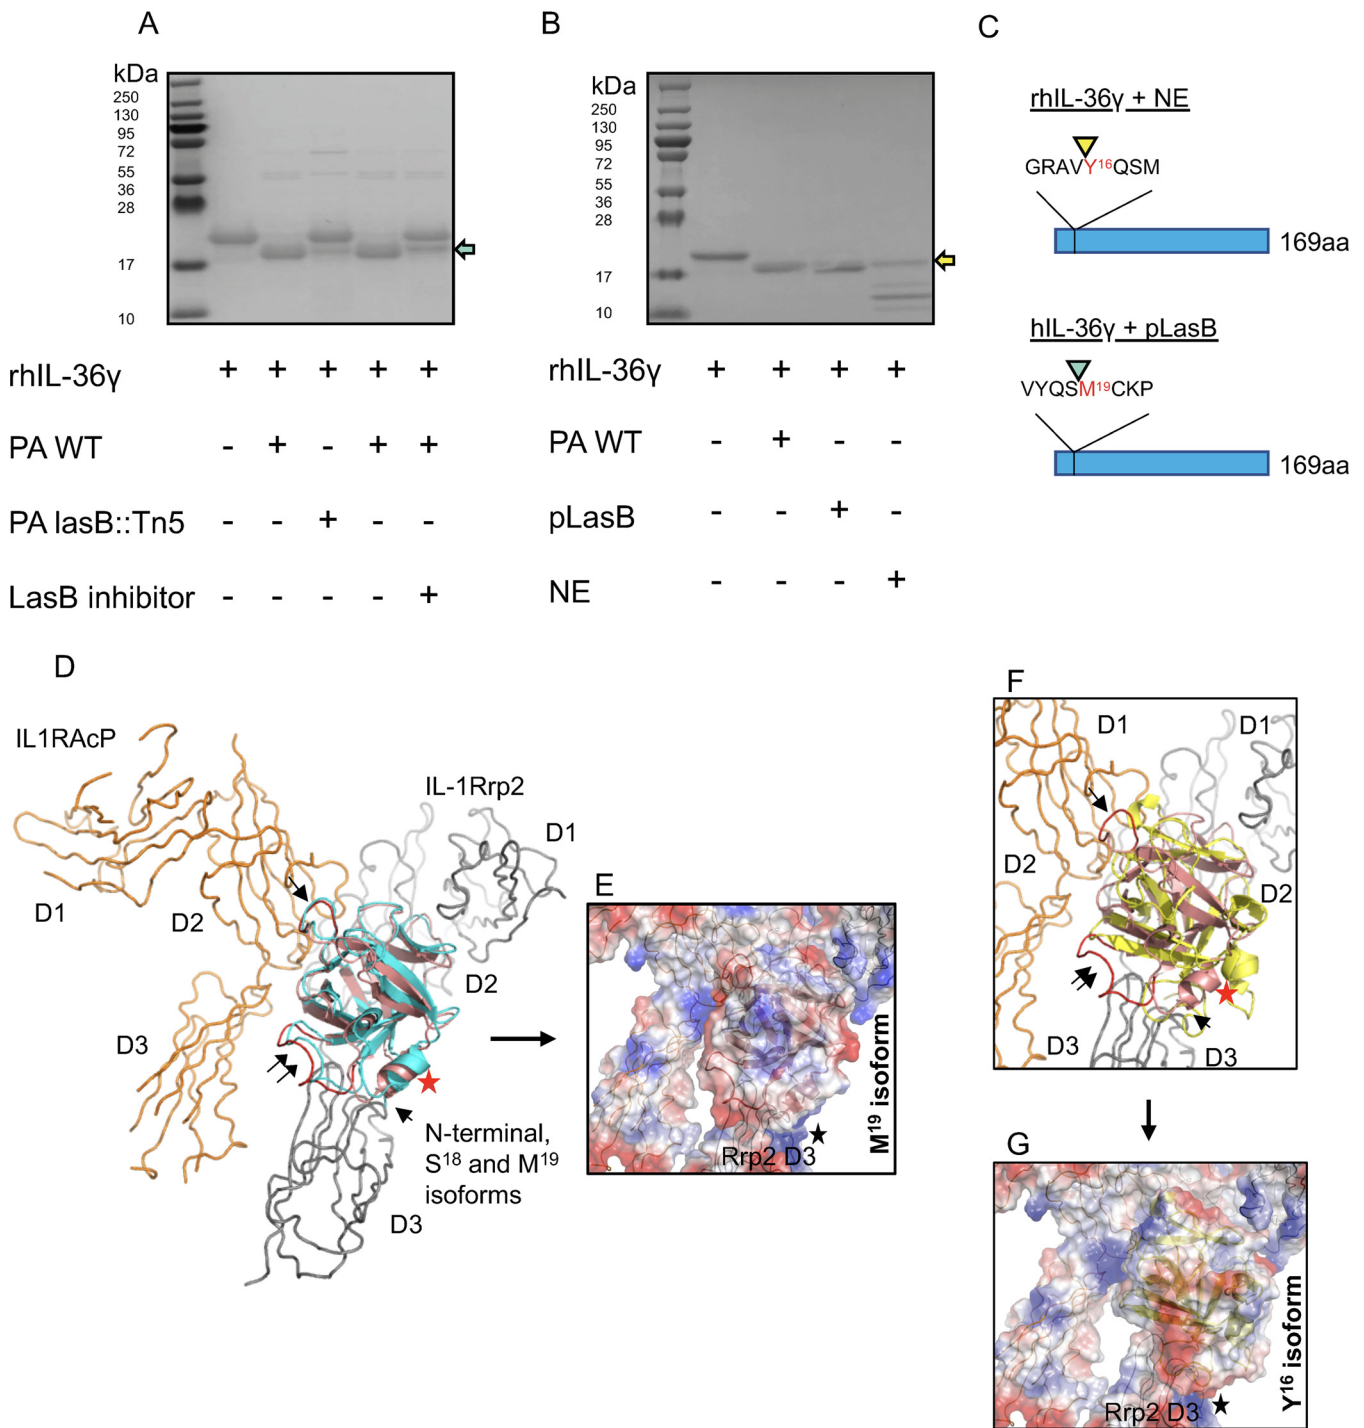 A
kDa
250
130
95
72
55
36
28
17
10
rhIL-36γ + + + + +
PA WT - + - + +
PA lasB::Tn5 - - + - -
LasB inhibitor - - - - +
B
kDa
250
130
95
72
55
36
28
17
10
rhIL-36γ + + + +
PA WT - + - -
pLasB - - + -
NE - - - +
C
rhIL-36γ + NE
GRAVY16QSM
169aa
hIL-36γ + pLasB
VYQSM19CKP
169aa
D
IL1RAcP
IL-1Rrp2
D1
D1
D2
D2
D3
N-terminal,
S18 and M19
isoforms
D3
E
Rrp2 D3
M19 isoform
F
D1
D1
D2
D2
D3
D3
G
Rrp2 D3
Y16 isoform